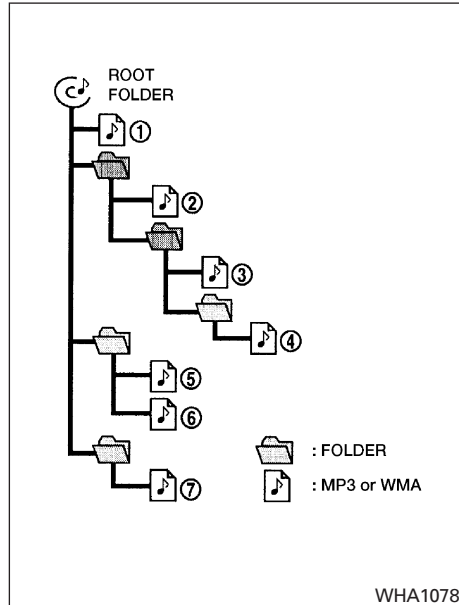 ROOT
FOLDER
①
②
③
④
⑤
⑥
⑦
: FOLDER
: MP3 or WMA
WHA1078